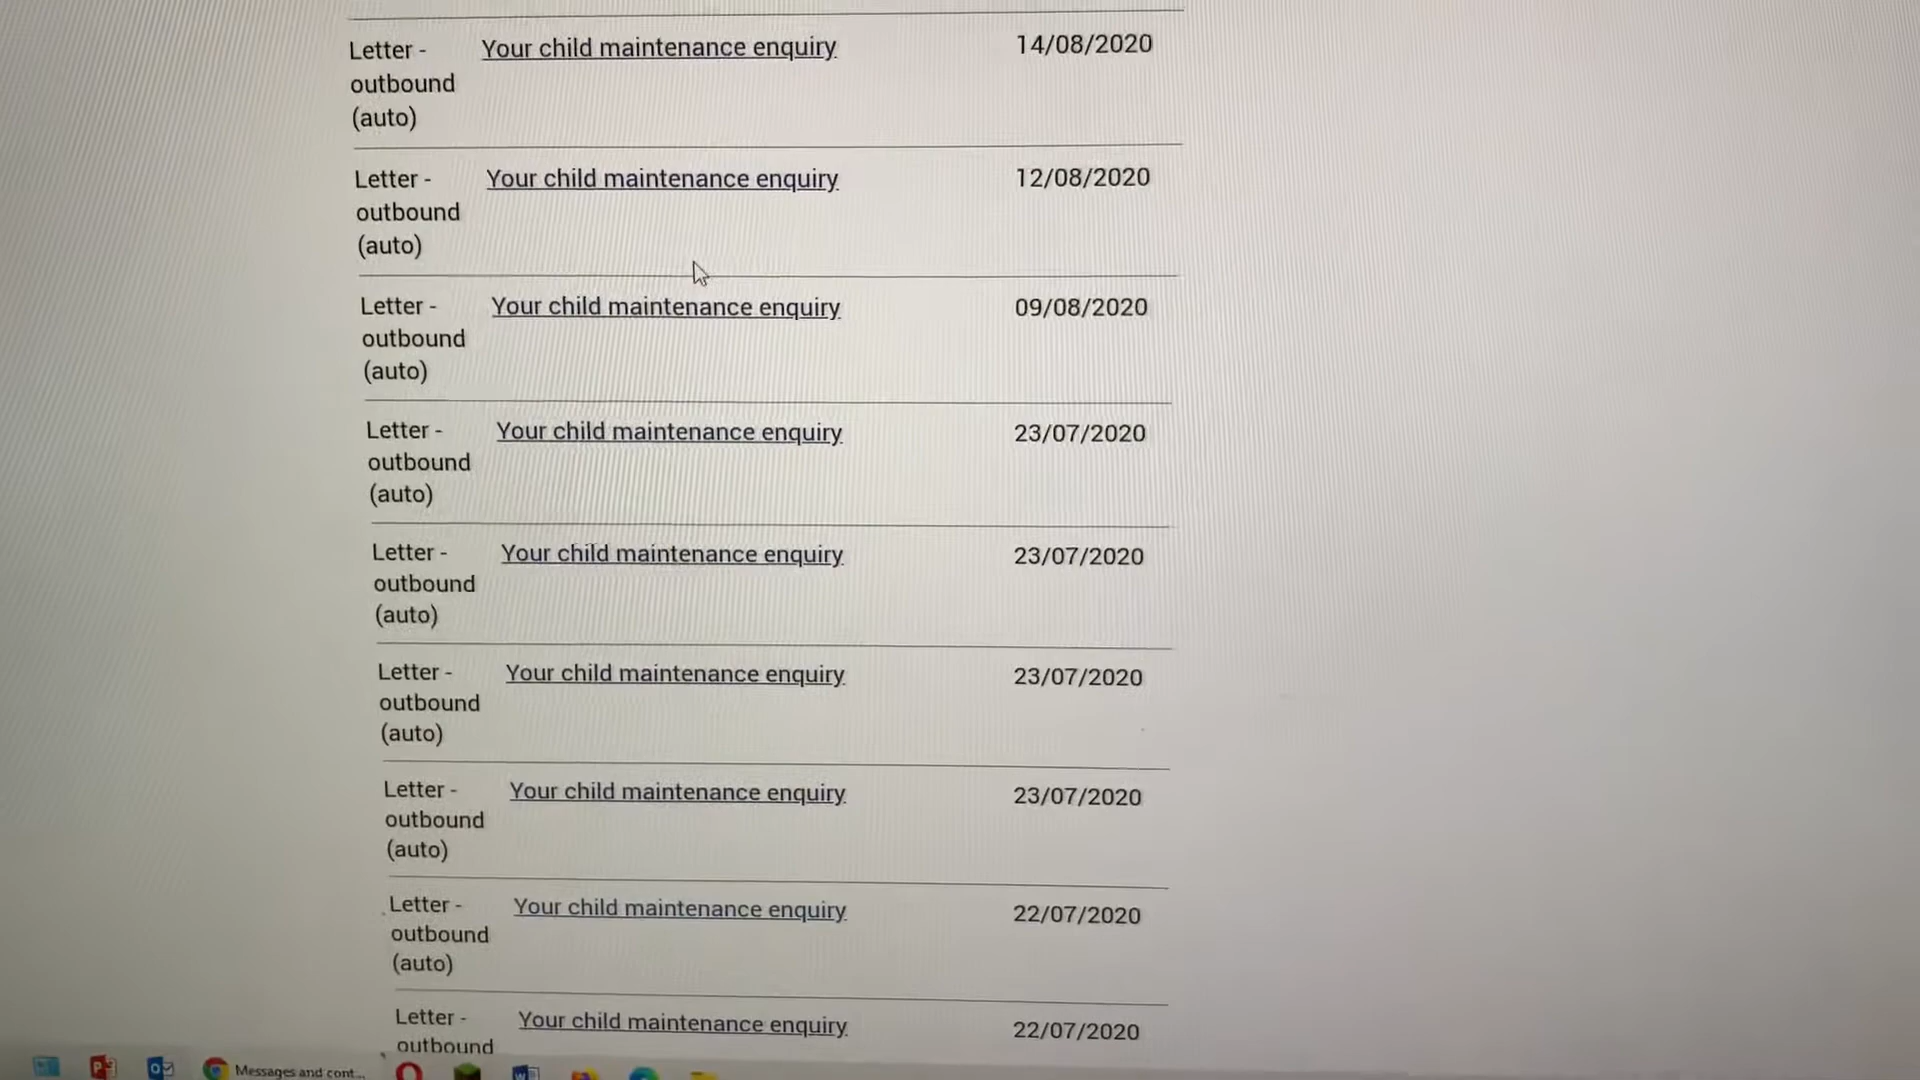 Letter - Your child maintenance enquiry 14/08/2020
outbound
(auto)
Letter - Your child maintenance enquiry 12/08/2020
outbound
(auto)
Letter - Your child maintenance enquiry 09/08/2020
outbound
(auto)
Letter - Your child maintenance enquiry 23/07/2020
outbound
(auto)
Letter - Your child maintenance enquiry 23/07/2020
outbound
(auto)
Letter - Your child maintenance enquiry 23/07/2020
outbound
(auto)
Letter - Your child maintenance enquiry 23/07/2020
outbound
(auto)
Letter - Your child maintenance enquiry 22/07/2020
outbound
(auto)
Letter - Your child maintenance enquiry 22/07/2020
outbound
Messages and cont...